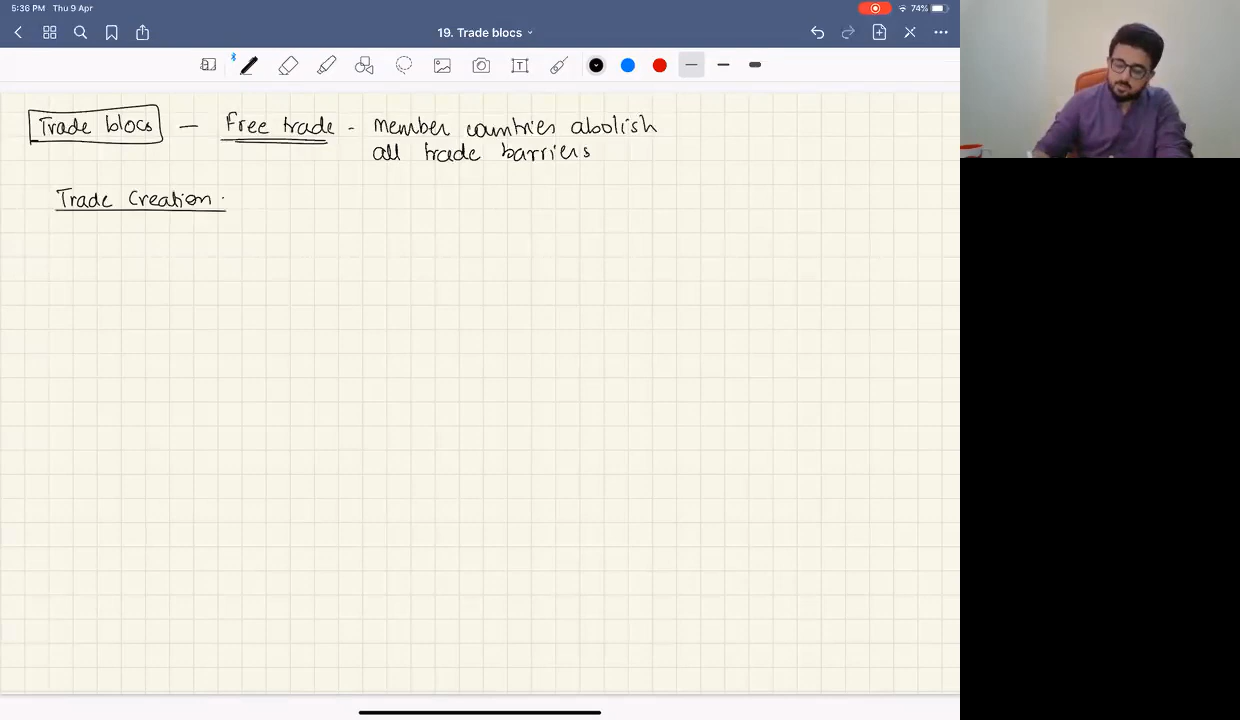 5:36 PM Thu 9 Apr
74%
19. Trade blocs
Trade blocs — Free trade - member countries abolish
all trade barriers
Trade Creation.